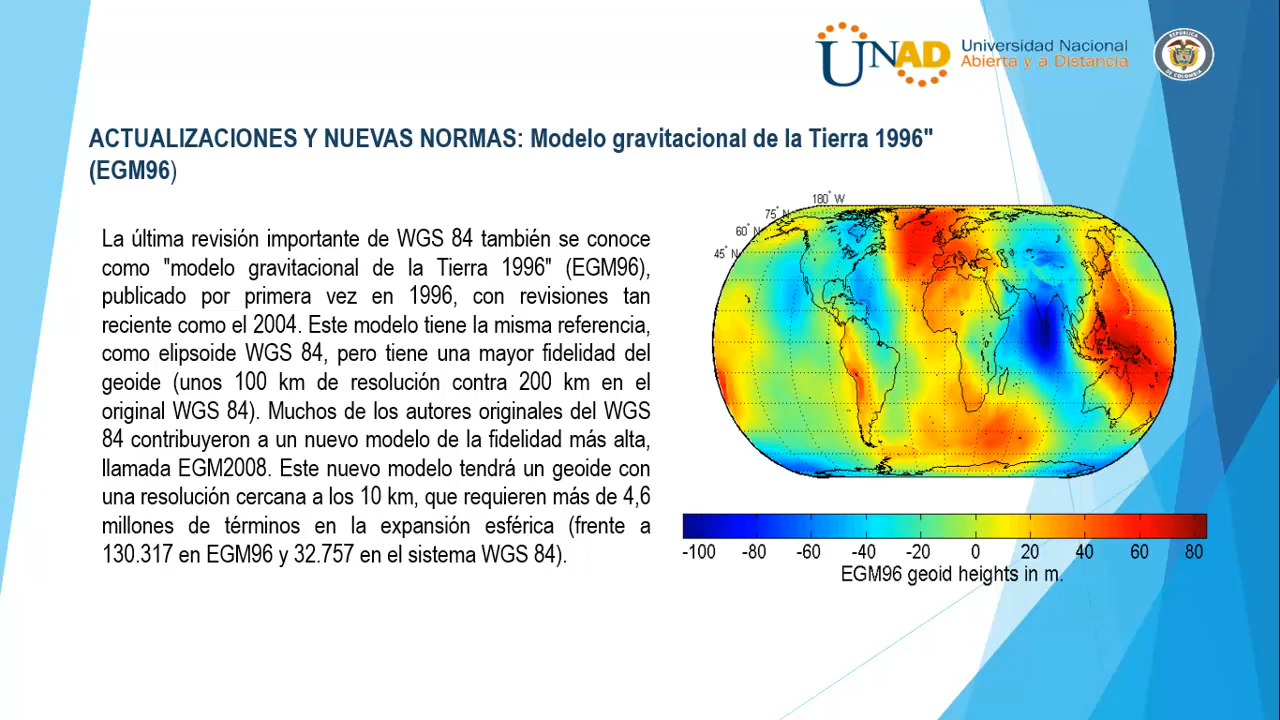 UNAD
Universidad Nacional
Abierta y a Distancia
REPÚBLICA
DE COLOMBIA
ACTUALIZACIONES Y NUEVAS NORMAS: Modelo gravitacional de la Tierra 1996"
(EGM96)
La última revisión importante de WGS 84 también se conoce
como "modelo gravitacional de la Tierra 1996" (EGM96),
publicado por primera vez en 1996, con revisiones tan
reciente como el 2004. Este modelo tiene la misma referencia,
como elipsoide WGS 84, pero tiene una mayor fidelidad del
geoide (unos 100 km de resolución contra 200 km en el
original WGS 84). Muchos de los autores originales del WGS
84 contribuyeron a un nuevo modelo de la fidelidad más alta,
llamada EGM2008. Este nuevo modelo tendrá un geoide con
una resolución cercana a los 10 km, que requieren más de 4,6
millones de términos en la expansión esférica (frente a
130.317 en EGM96 y 32.757 en el sistema WGS 84).
180° W
75° N
60° N
45° N
-100 -80 -60 -40 -20 0 20 40 60 80
EGM96 geoid heights in m.